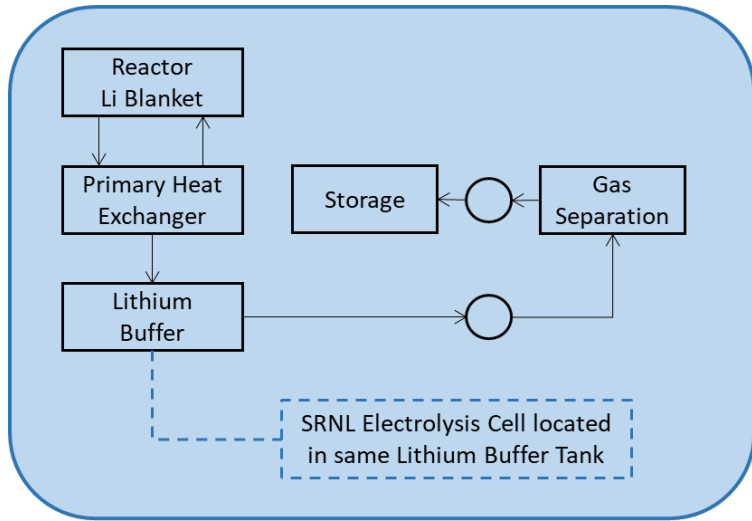 Reactor
Li Blanket
Primary Heat
Exchanger
Storage
Gas
Separation
Lithium
Buffer
SRNL Electrolysis Cell located
in same Lithium Buffer Tank